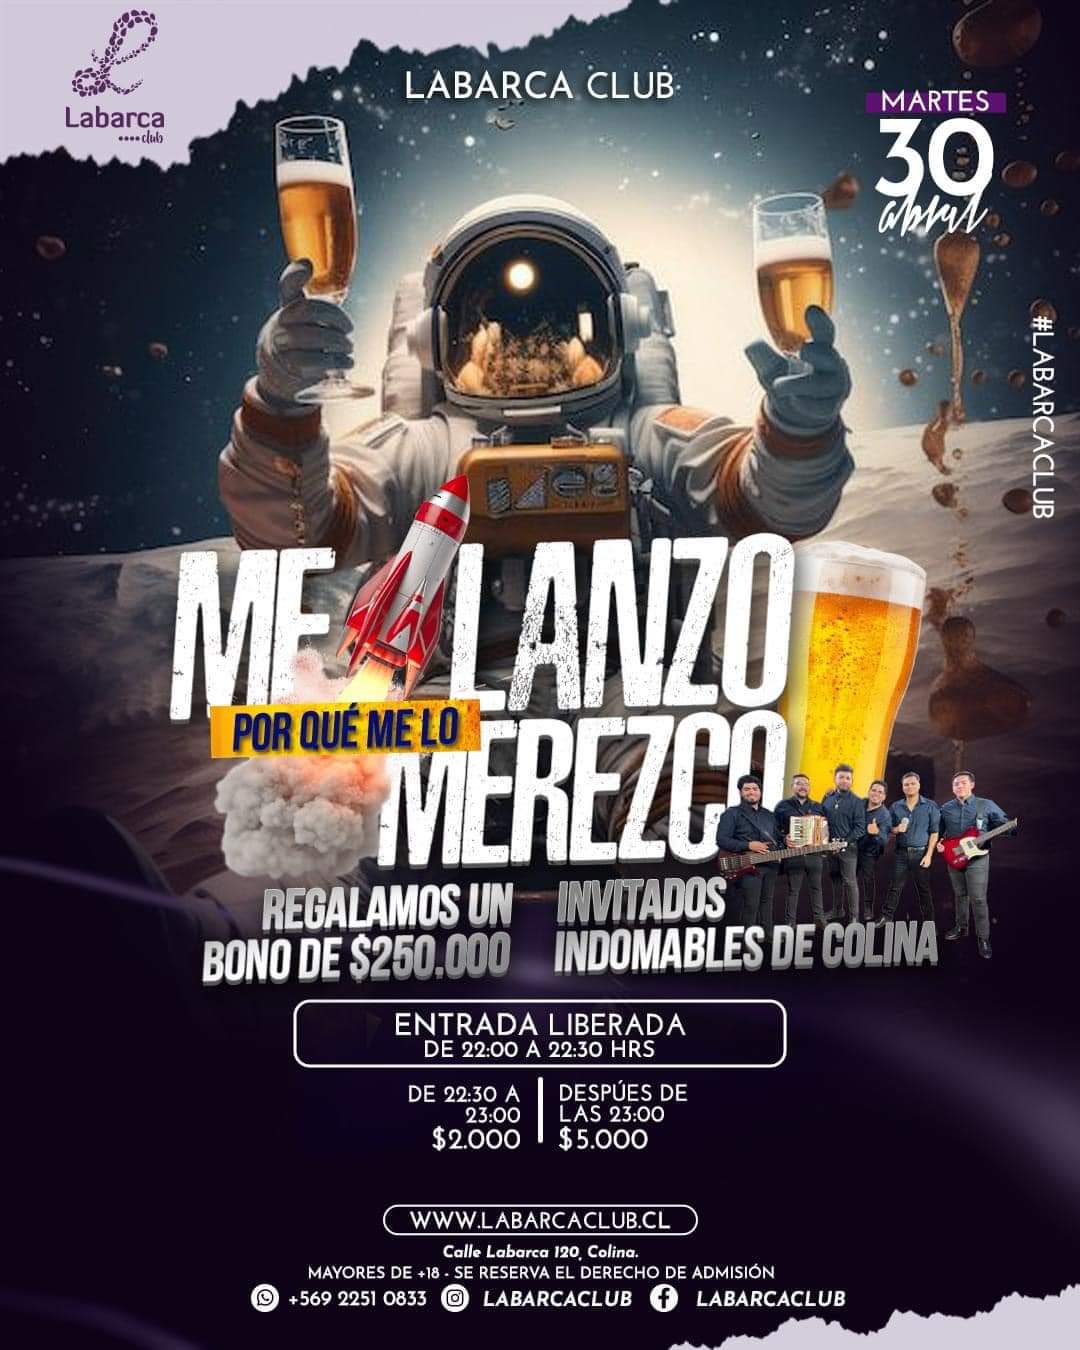 Labarca
club
LABARCA CLUB
MARTES
30
abril
#LABARCACLUB
ME LANZO
POR QUÉ ME LO
MEREZCO
REGALAMOS UN
BONO DE $250.000
INVITADOS
INDOMABLES DE COLINA
ENTRADA LIBERADA
DE 22:00 A 22:30 HRS
DE 22:30 A
23:00
$2.000
DESPÚES DE
LAS 23:00
$5.000
WWW.LABARCACLUB.CL
Calle Labarca 120, Colina.
MAYORES DE +18 - SE RESERVA EL DERECHO DE ADMISIÓN
+569 2251 0833 LABARCACLUB LABARCACLUB